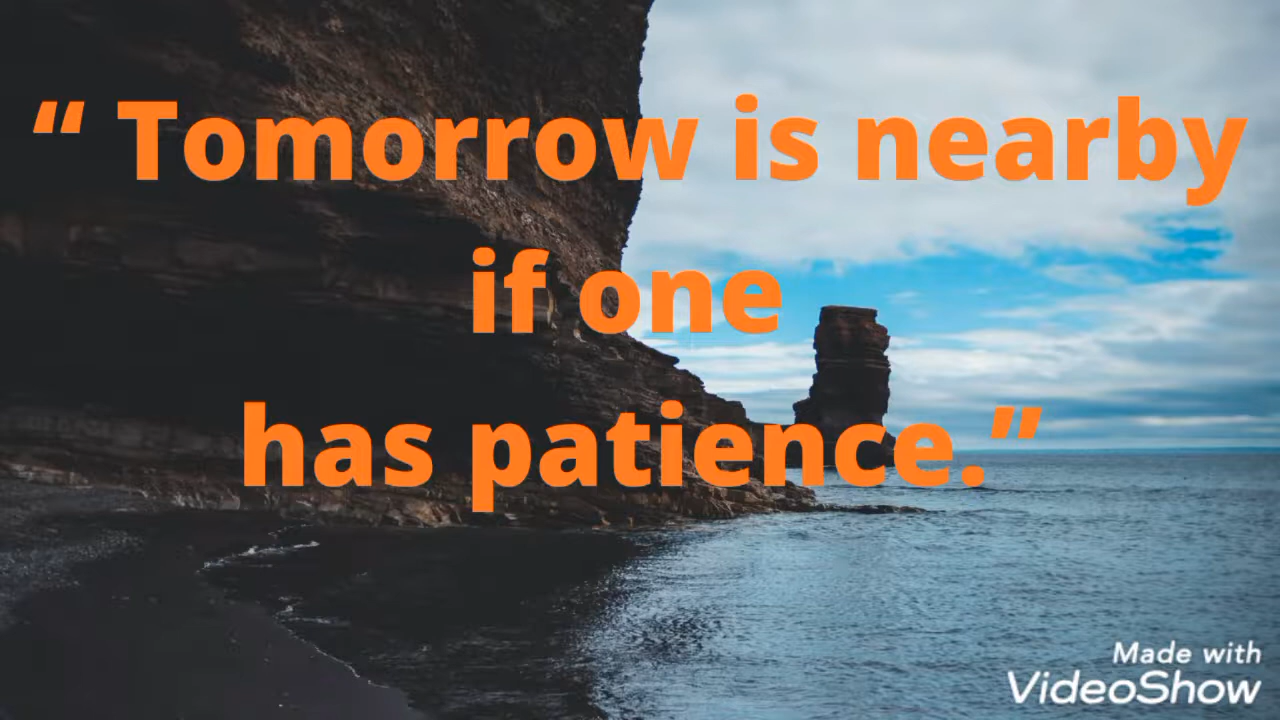 “ Tomorrow is nearby
if one
has patience.”
Made with
VideoShow